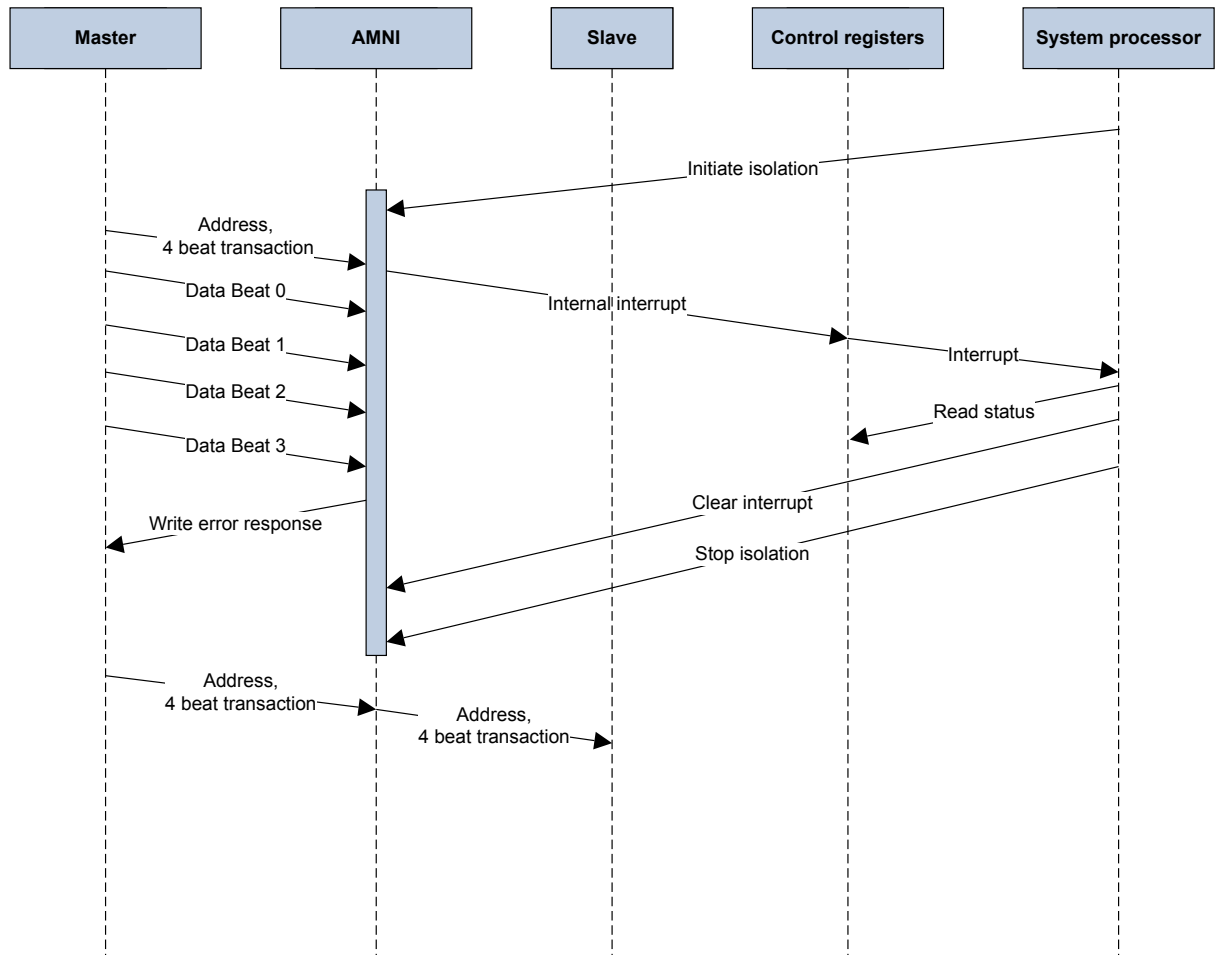 Master
AMNI
Slave
Control registers
System processor
Initiate isolation
Address,
4 beat transaction
Data Beat 0
Internal interrupt
Data Beat 1
Interrupt
Data Beat 2
Read status
Data Beat 3
Clear interrupt
Write error response
Stop isolation
Address,
4 beat transaction
Address,
4 beat transaction